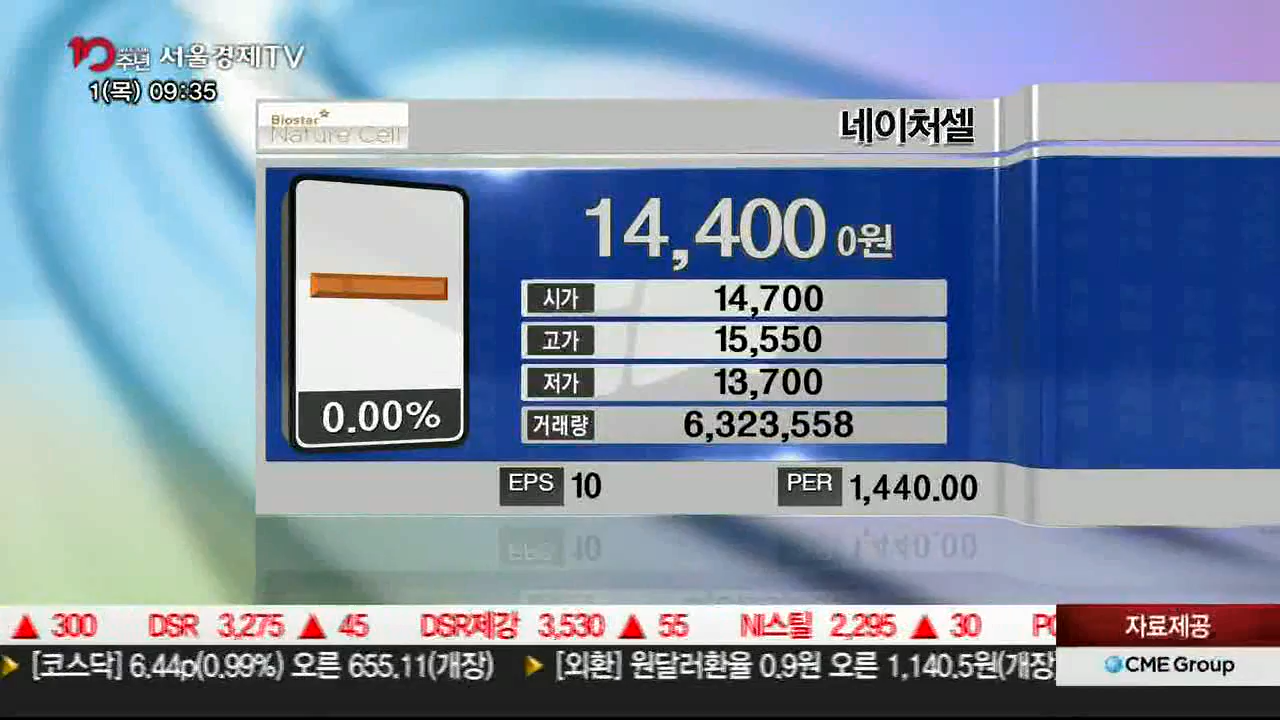 10주년 서울경제TV
1(목) 09:35
Biostar
Nature Cell
네이처셀
14,400 0원
시가 14,700
고가 15,550
저가 13,700
거래량 6,323,558
0.00%
EPS 10 PER 1,440.00
▲ 300 DSR 3,275 ▲ 45 DSR제강 3,530 ▲ 55 NI스틸 2,295 ▲ 30
자료제공
[코스닥] 6.44p(0.99%) 오른 655.11(개장) [외환] 원달러환율 0.9원 오른 1,140.5원(개장
CME Group